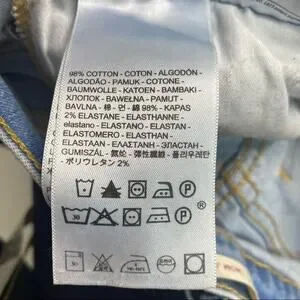 98% COTTON - COTON - ALGODÓN -
ALGODÃO - PAMUK - COTONE -
BAUMWOLLE - KATOEN - BAMBAKI -
ХЛОПОК - BAWEŁNA - PAMUT -
BAVLNA - 棉 - 면 - 綿 98% - KAPAS
2% ELASTANE - ELASTHANNE -
elastano - ELASTAN - ELASTANO -
ELASTOMERO - ELASTHAN -
ELASTAAN - ΕΛΑΣΤΑΝΗ - ЭЛАСТАН -
GUMISZÁL - 氨纶 - 彈性纖維 - 폴리우레탄
- ポリウレタン 2%
30
®